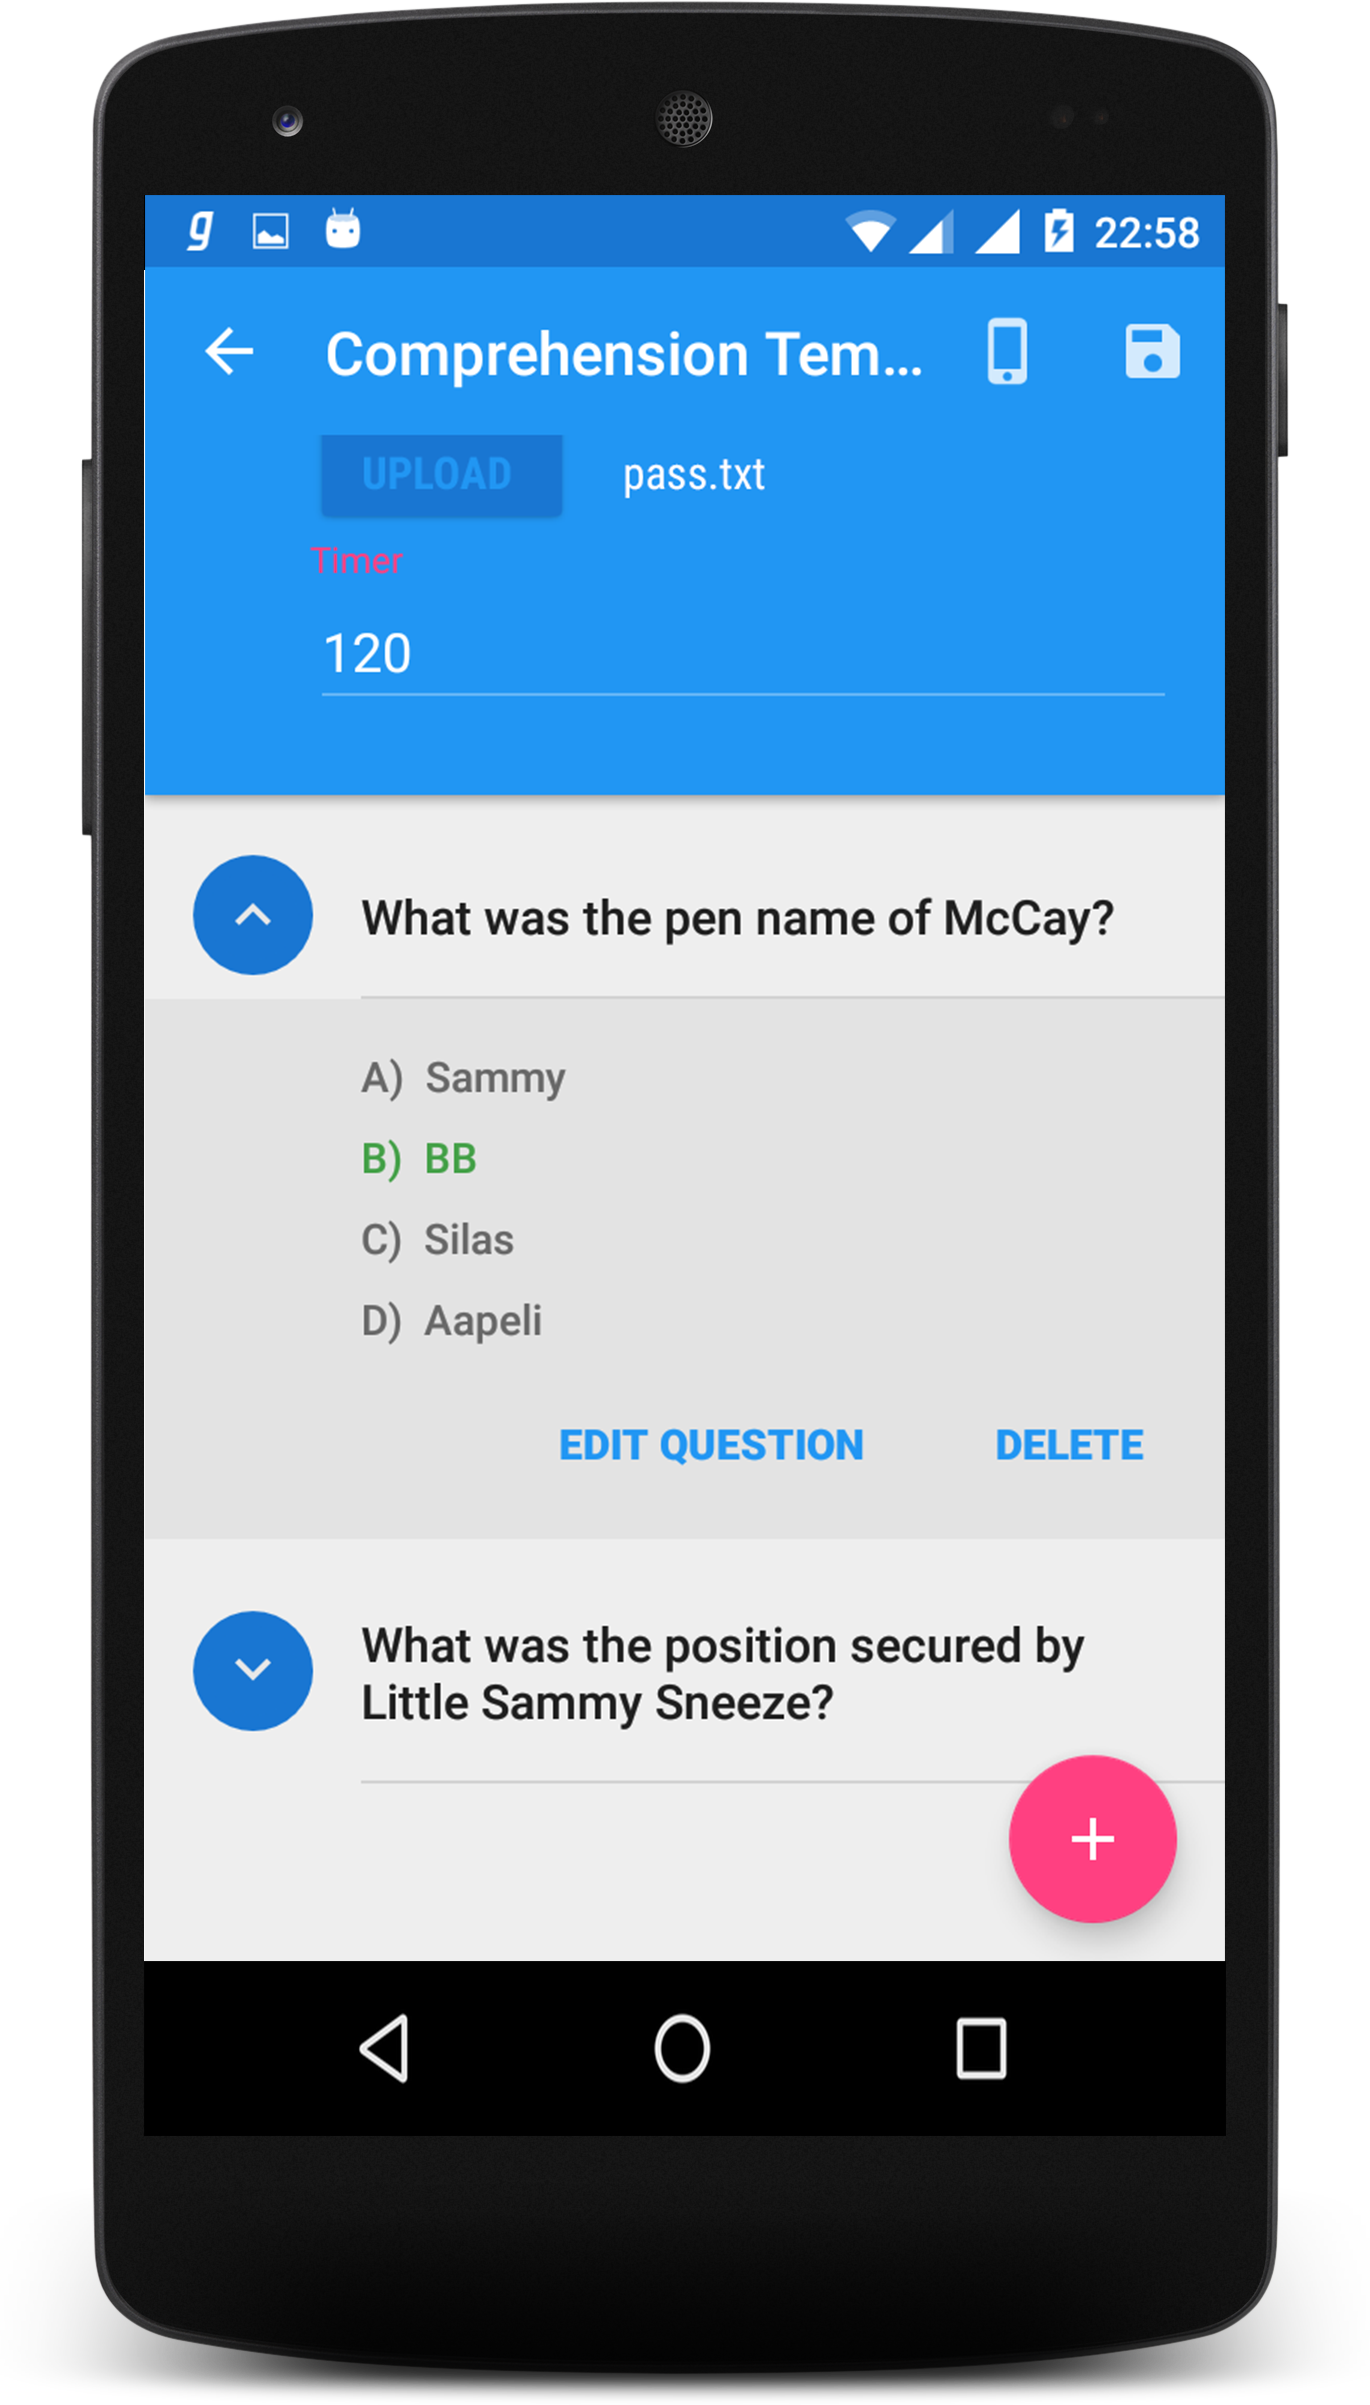 g 22:58
Comprehension Tem...
UPLOAD pass.txt
Timer
120
What was the pen name of McCay?
A) Sammy
B) BB
C) Silas
D) Aapeli
EDIT QUESTION DELETE
What was the position secured by
Little Sammy Sneeze?